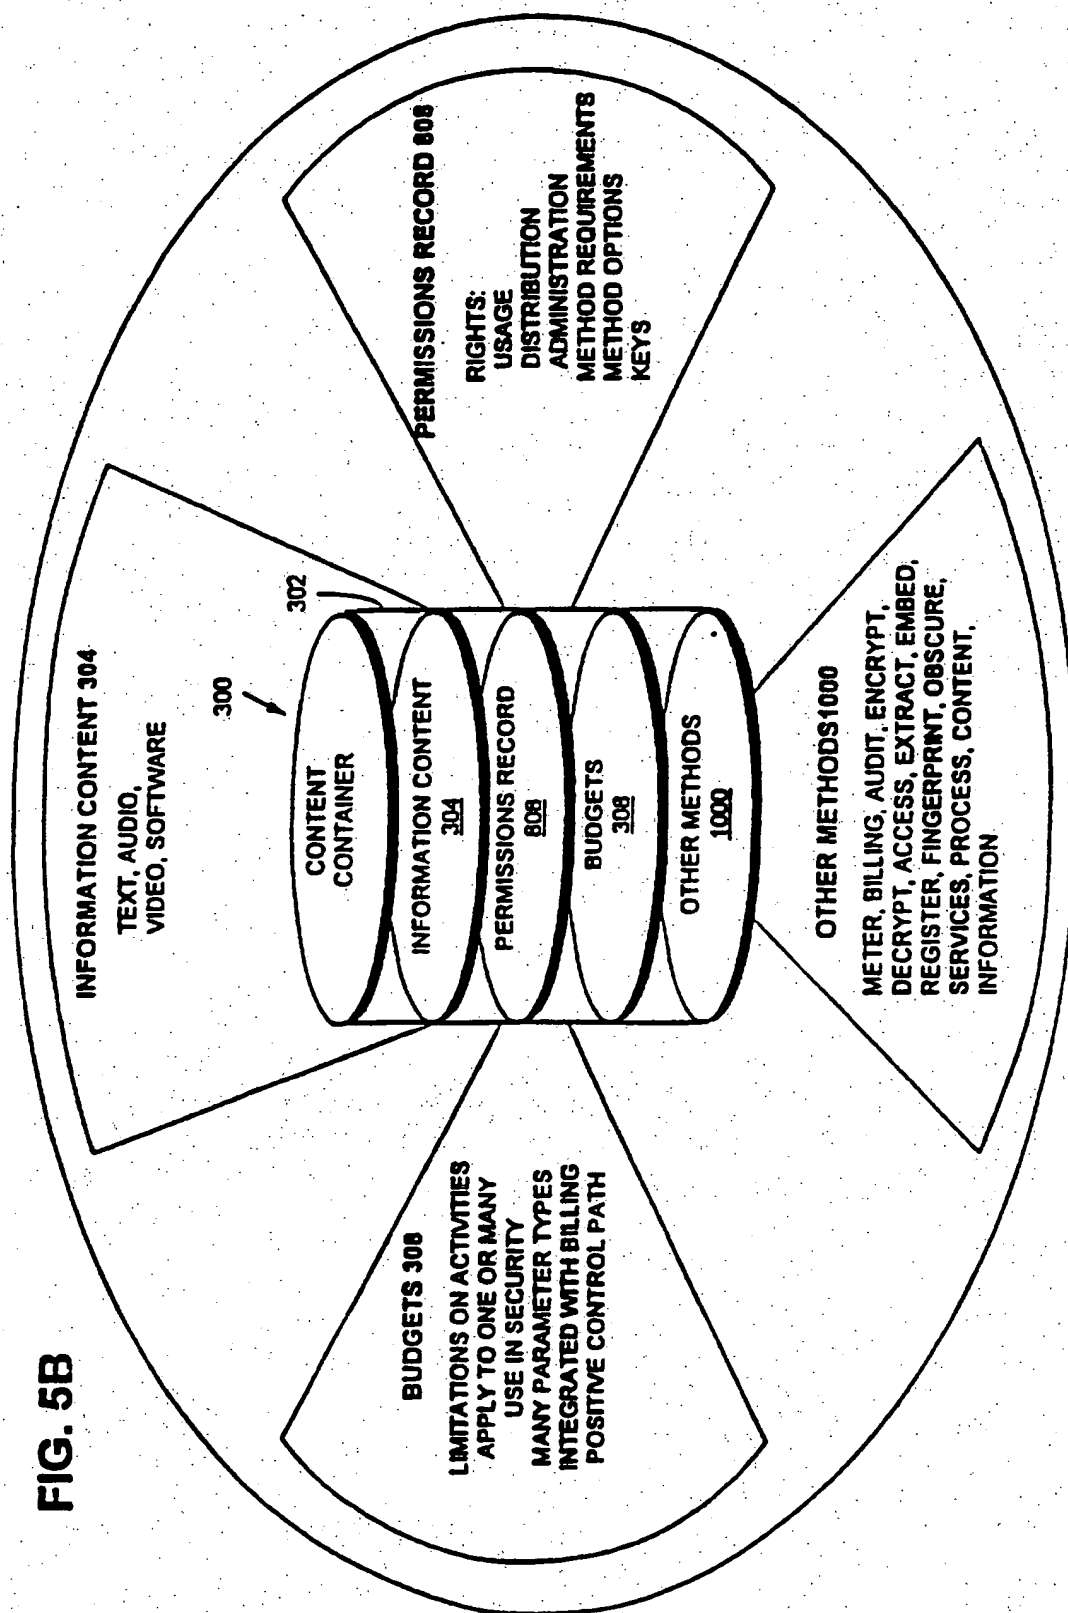 FIG. 5B
INFORMATION CONTENT 304
TEXT, AUDIO,
VIDEO, SOFTWARE
300
302
CONTENT
CONTAINER
INFORMATION CONTENT
304
PERMISSIONS RECORD
808
BUDGETS
308
OTHER METHODS
1000
BUDGETS 308
LIMITATIONS ON ACTIVITIES
APPLY TO ONE OR MANY
USE IN SECURITY
MANY PARAMETER TYPES
INTEGRATED WITH BILLING
POSITIVE CONTROL PATH
PERMISSIONS RECORD 808
RIGHTS:
USAGE
DISTRIBUTION
ADMINISTRATION
METHOD REQUIREMENTS
METHOD OPTIONS
KEYS
OTHER METHODS1000
METER, BILLING, AUDIT, ENCRYPT,
DECRYPT, ACCESS, EXTRACT, EMBED,
REGISTER, FINGERPRINT, OBSCURE,
SERVICES, PROCESS, CONTENT,
INFORMATION